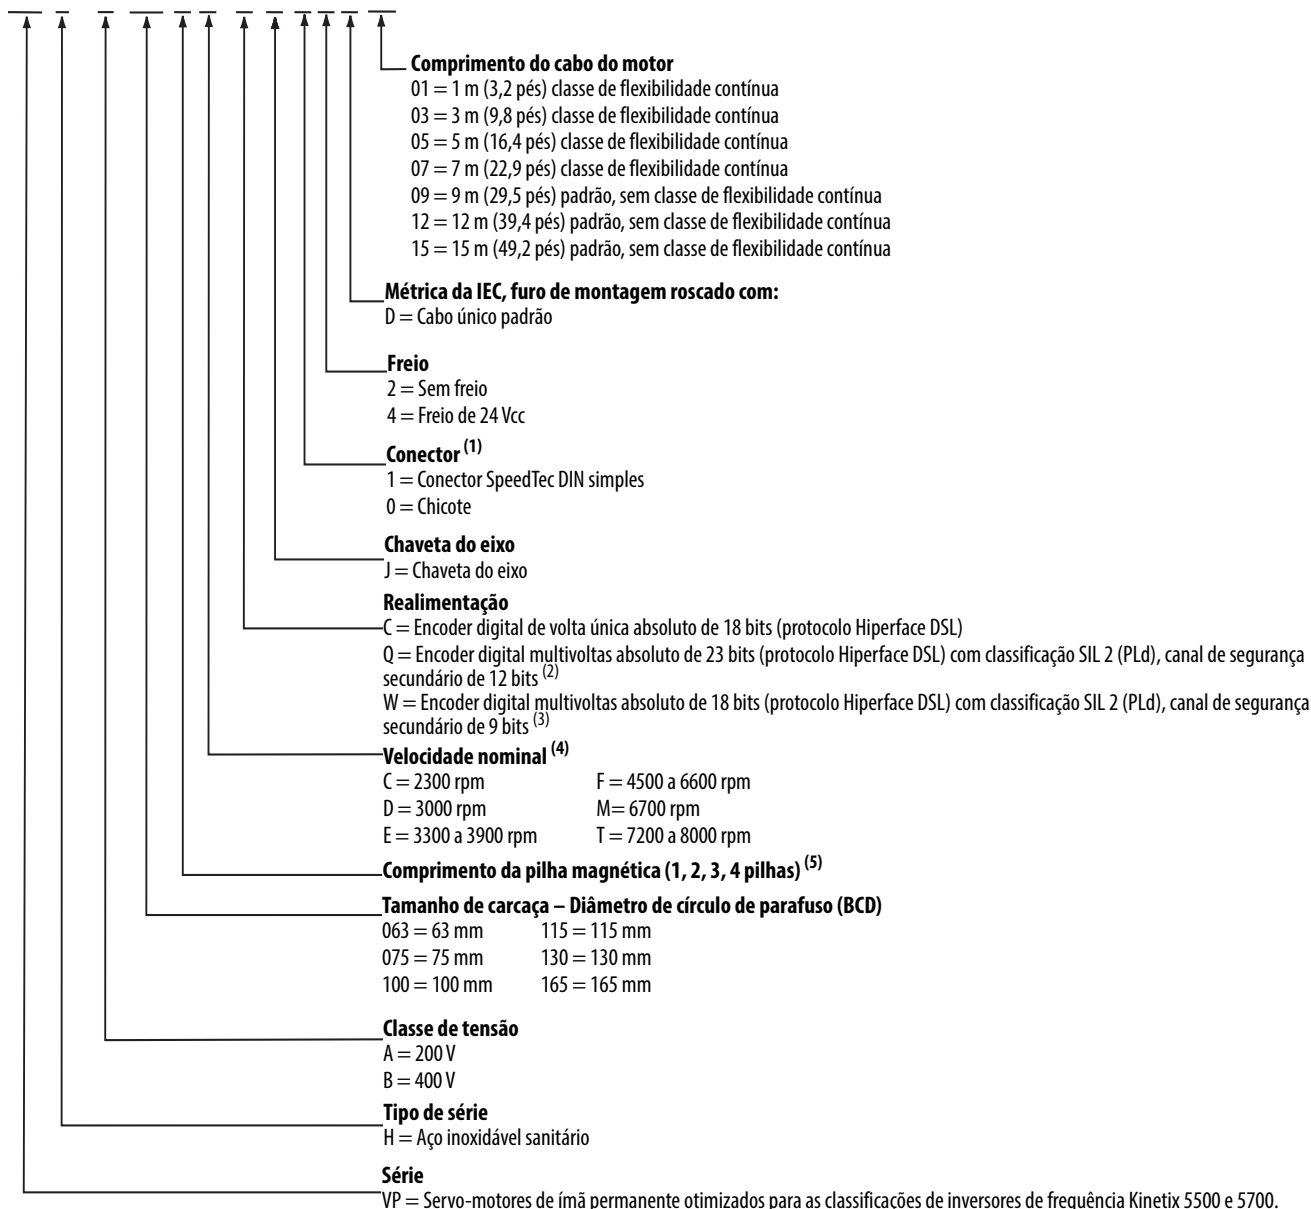 Comprimento do cabo do motor
01 = 1 m (3,2 pés) classe de flexibilidade contínua
03 = 3 m (9,8 pés) classe de flexibilidade contínua
05 = 5 m (16,4 pés) classe de flexibilidade contínua
07 = 7 m (22,9 pés) classe de flexibilidade contínua
09 = 9 m (29,5 pés) padrão, sem classe de flexibilidade contínua
12 = 12 m (39,4 pés) padrão, sem classe de flexibilidade contínua
15 = 15 m (49,2 pés) padrão, sem classe de flexibilidade contínua
Métrica da IEC, furo de montagem roscado com:
D = Cabo único padrão
Freio
2 = Sem freio
4 = Freio de 24 Vcc
Conector (1)
1 = Conector SpeedTec DIN simples
0 = Chicote
Chaveta do eixo
J = Chaveta do eixo
Realimentação
C = Encoder digital de volta única absoluto de 18 bits (protocolo Hiperface DSL)
Q = Encoder digital multivoltas absoluto de 23 bits (protocolo Hiperface DSL) com classificação SIL 2 (PLd), canal de segurança
secundário de 12 bits (2)
W = Encoder digital multivoltas absoluto de 18 bits (protocolo Hiperface DSL) com classificação SIL 2 (PLd), canal de segurança
secundário de 9 bits (3)
Velocidade nominal (4)
C = 2300 rpm F = 4500 a 6600 rpm
D = 3000 rpm M= 6700 rpm
E = 3300 a 3900 rpm T = 7200 a 8000 rpm
Comprimento da pilha magnética (1, 2, 3, 4 pilhas) (5)
Tamanho de carcaça – Diâmetro de círculo de parafuso (BCD)
063 = 63 mm 115 = 115 mm
075 = 75 mm 130 = 130 mm
100 = 100 mm 165 = 165 mm
Classe de tensão
A = 200 V
B = 400 V
Tipo de série
H = Aço inoxidável sanitário
Série
VP = Servo-motores de ímã permanente otimizados para as classificações de inversores de frequência Kinetix 5500 e 5700.